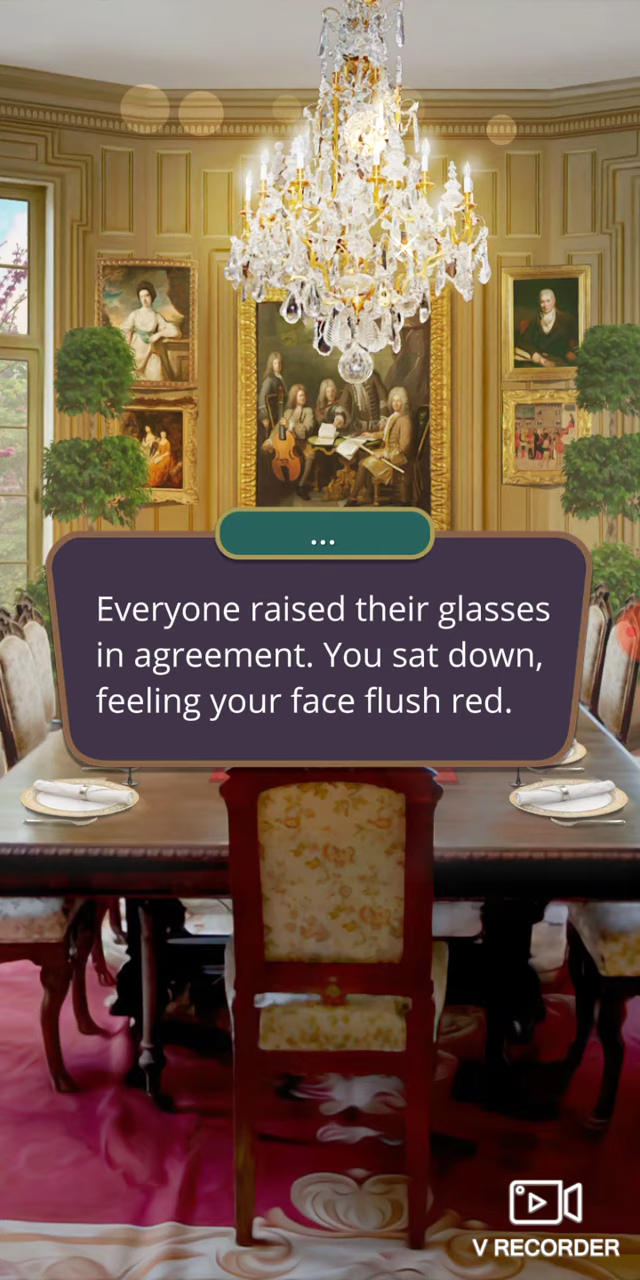 ...
Everyone raised their glasses
in agreement. You sat down,
feeling your face flush red.
V RECORDER